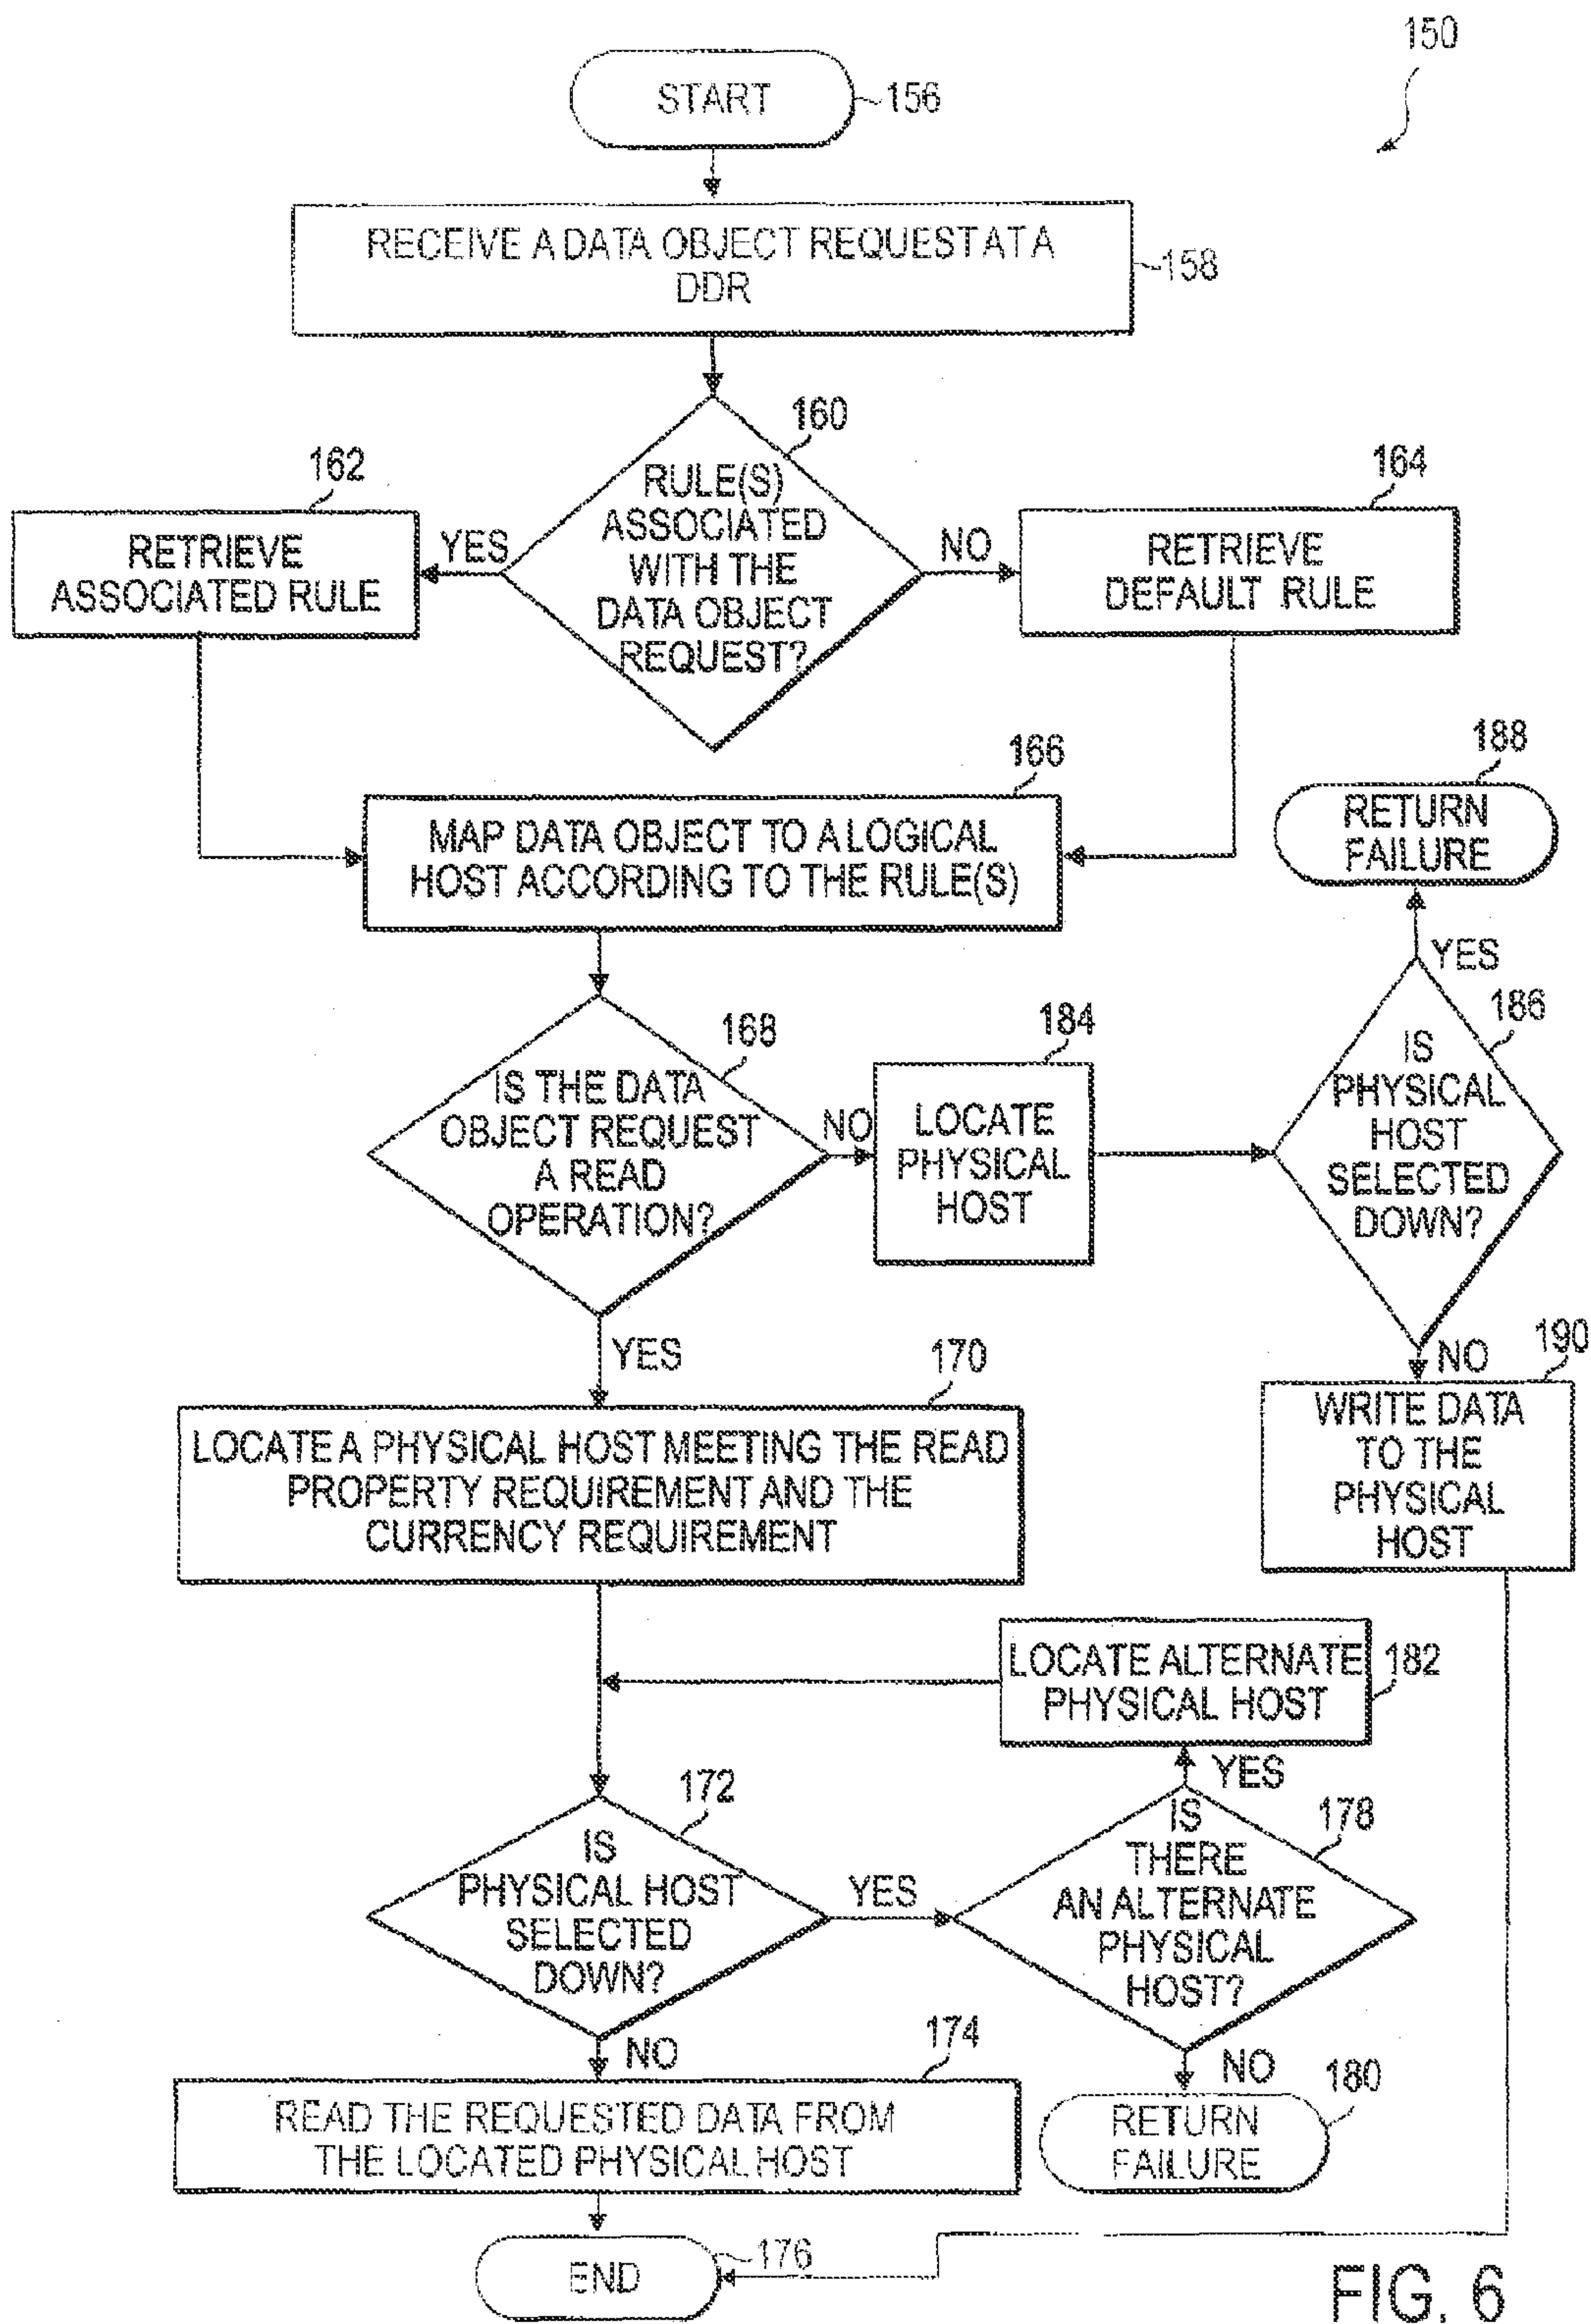 150
START
156
RECEIVE A DATA OBJECT REQUEST AT A
DDR
158
160
RULE(S)
ASSOCIATED
WITH THE
DATA OBJECT
REQUEST?
162
YES
RETRIEVE
ASSOCIATED RULE
NO
164
RETRIEVE
DEFAULT RULE
166
MAP DATA OBJECT TO A LOGICAL
HOST ACCORDING TO THE RULE(S)
188
RETURN
FAILURE
YES
168
IS THE DATA
OBJECT REQUEST
A READ
OPERATION?
NO
184
LOCATE
PHYSICAL
HOST
186
IS
PHYSICAL
HOST
SELECTED
DOWN?
YES
NO
170
LOCATE A PHYSICAL HOST MEETING THE READ
PROPERTY REQUIREMENT AND THE
CURRENCY REQUIREMENT
190
WRITE DATA
TO THE
PHYSICAL
HOST
LOCATE ALTERNATE
PHYSICAL HOST
182
YES
172
IS
PHYSICAL HOST
SELECTED
DOWN?
YES
178
IS
THERE
AN ALTERNATE
PHYSICAL
HOST?
NO
174
READ THE REQUESTED DATA FROM
THE LOCATED PHYSICAL HOST
NO
180
RETURN
FAILURE
END
176
FIG. 6